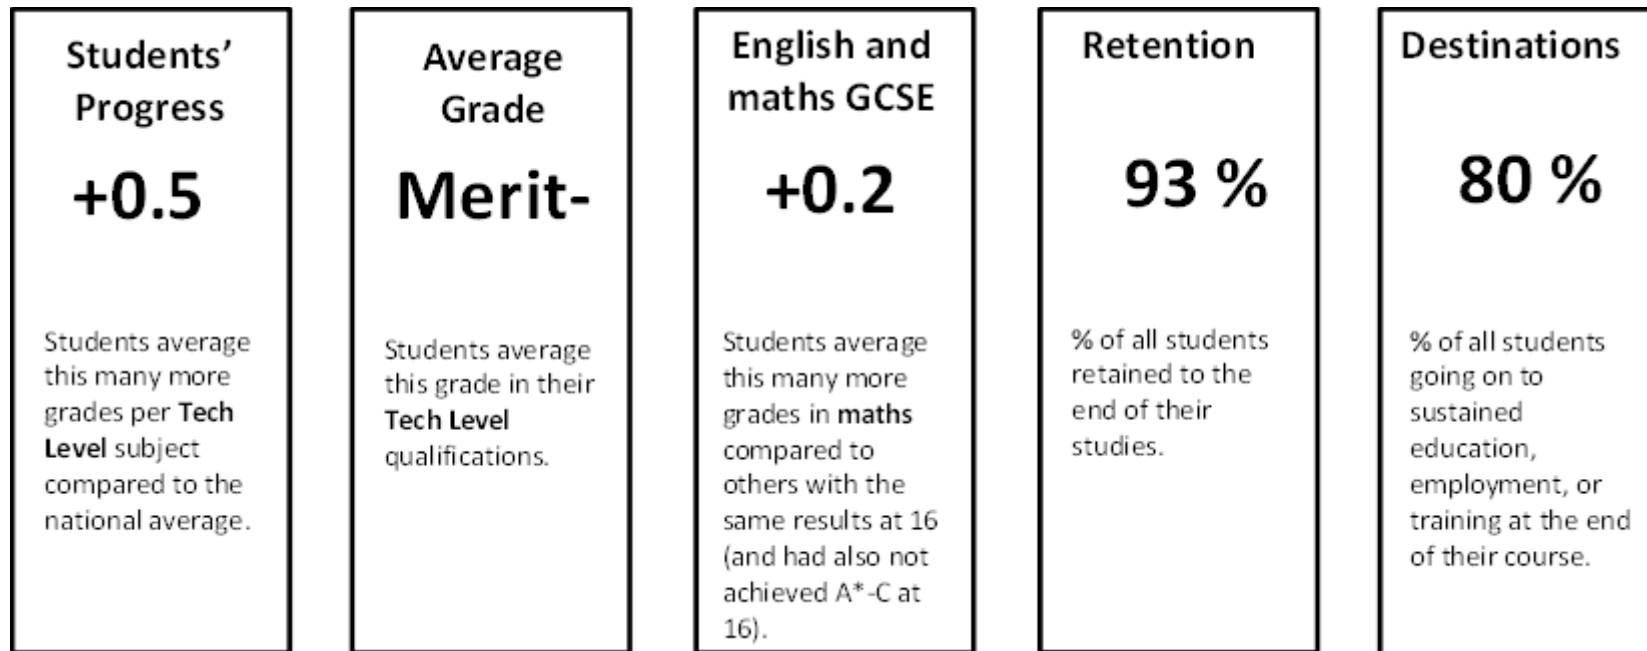 Students’
Progress
+0.5
Students average
this many more
grades per Tech
Level subject
compared to the
national average.
Average
Grade
Merit-
Students average
this grade in their
Tech Level
qualifications.
English and
maths GCSE
+0.2
Students average
this many more
grades in maths
compared to
others with the
same results at 16
(and had also not
achieved A*-C at
16).
Retention
93 %
% of all students
retained to the
end of their
studies.
Destinations
80 %
% of all students
going on to
sustained
education,
employment, or
training at the end
of their course.